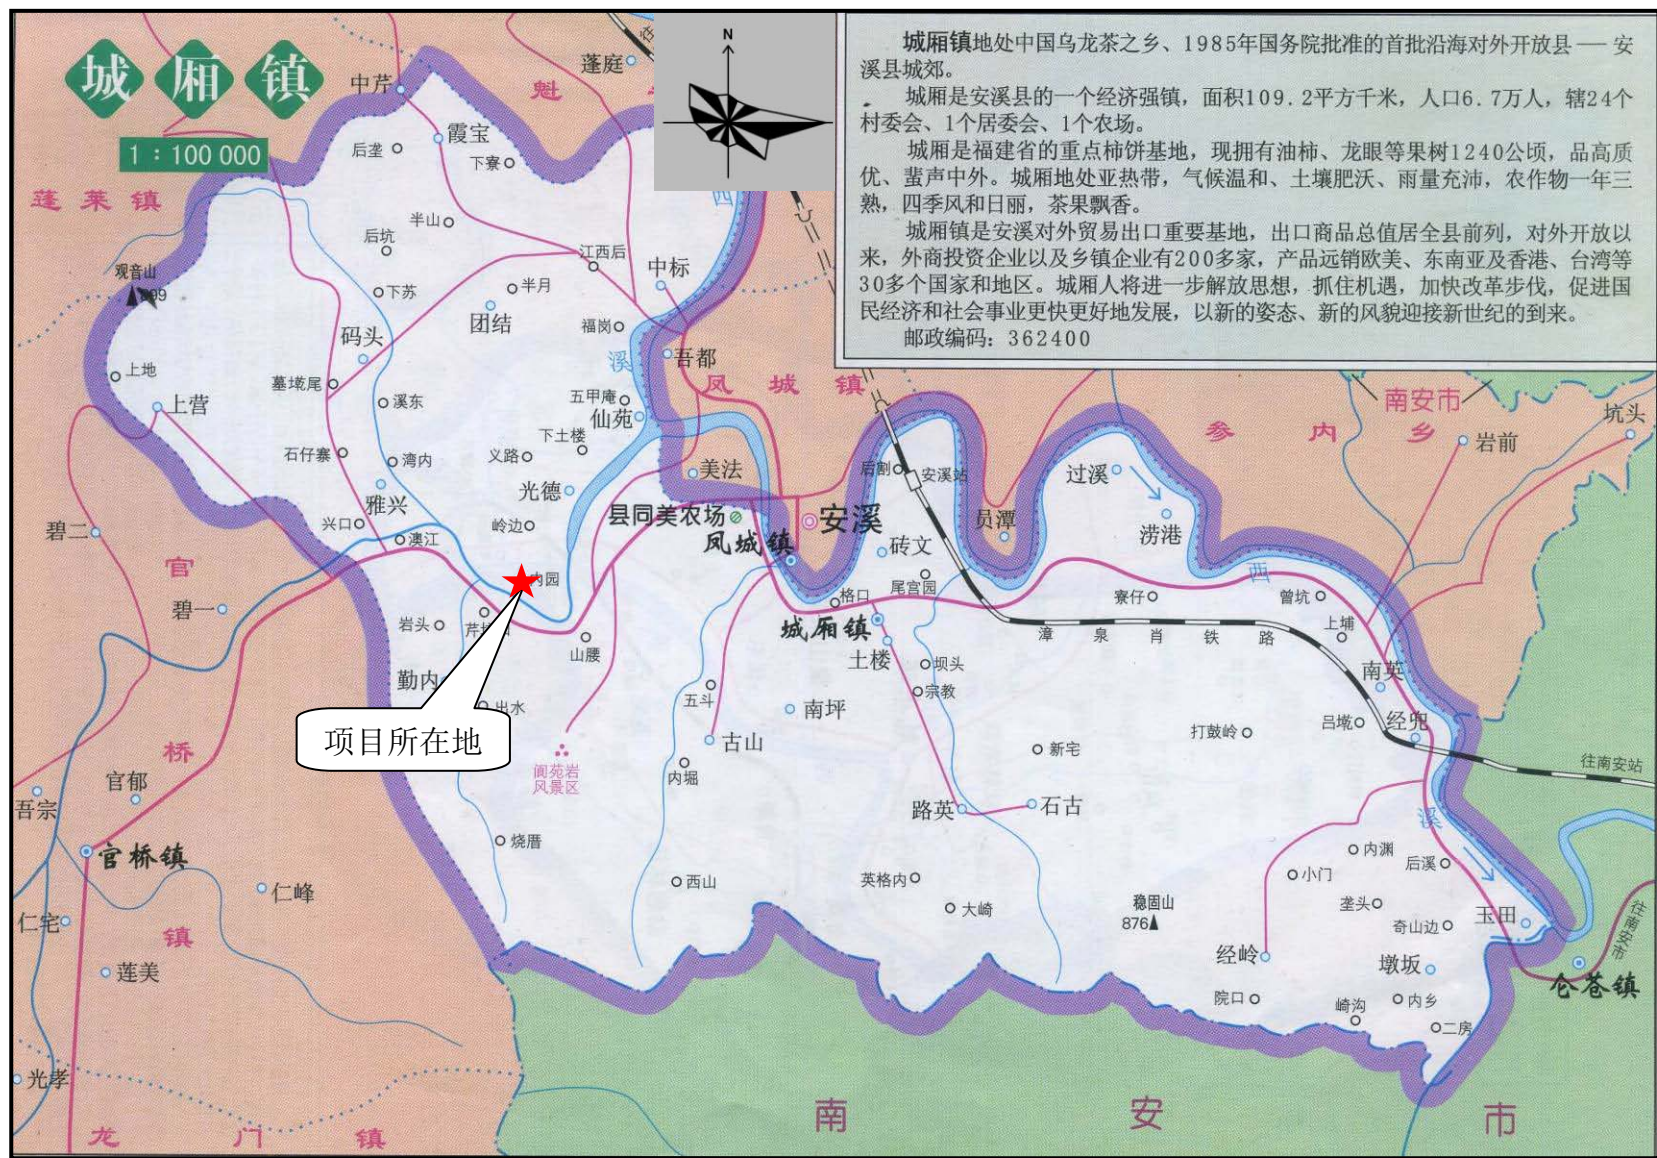 城厢镇
1：100 000
N
城厢镇地处中国乌龙茶之乡、1985年国务院批准的首批沿海对外开放县——安
溪县城郊。
城厢是安溪县的一个经济强镇，面积109.2平方千米，人口6.7万人，辖24个
村委会、1个居委会、1个农场。
城厢是福建省的重点柿饼基地，现拥有油柿、龙眼等果树1240公顷，品高质
优、蜚声中外。城厢地处亚热带，气候温和、土壤肥沃、雨量充沛，农作物一年三
熟，四季风和日丽，茶果飘香。
城厢镇是安溪对外贸易出口重要基地，出口商品总值居全县前列，对外开放以
来，外商投资企业以及乡镇企业有200多家，产品远销欧美、东南亚及香港、台湾等
30多个国家和地区。城厢人将进一步解放思想，抓住机遇，加快改革步伐，促进国
民经济和社会事业更快更好地发展，以新的姿态、新的风貌迎接新世纪的到来。
邮政编码：362400
中芹
蓬庭
魁
霞宝
后垄
下寮
蓬莱镇
西
半山
后坑
江西后
中标
观音山
下苏
半月
团结
码头
福岗
溪
吾都
凤城镇
上地
墓垅尾
上营
溪东
五甲庵
仙苑
下土楼
南安市
坑头
参内乡
岩前
石仔寨
湾内
义路
美法
后割
安溪站
过溪
雅兴
光德
兴口
岭边
县同美农场
安溪
员潭
涝港
碧二
澳江
凤城镇
砖文
官
内园
尾宫园
西
碧一
格口
寮仔
曾坑
岩头
城厢镇
漳泉肖铁路
上埔
山腰
土楼
坝头
勤内
宗教
南英
出水
五斗
南坪
吕墩
经兜
项目所在地
打鼓岭
桥
古山
新宅
往南安站
阆苑岩
风景区
内堀
官郁
吾宗
路英
石古
溪
烧厝
内渊
后溪
官桥镇
小门
仁峰
西山
英格内
大崎
稳固山
876
垄头
仁宅
奇山边
玉田
往南安市
镇
莲美
经岭
墩坂
仑苍镇
院口
内乡
崎沟
二房
光孝
南安市
龙门镇